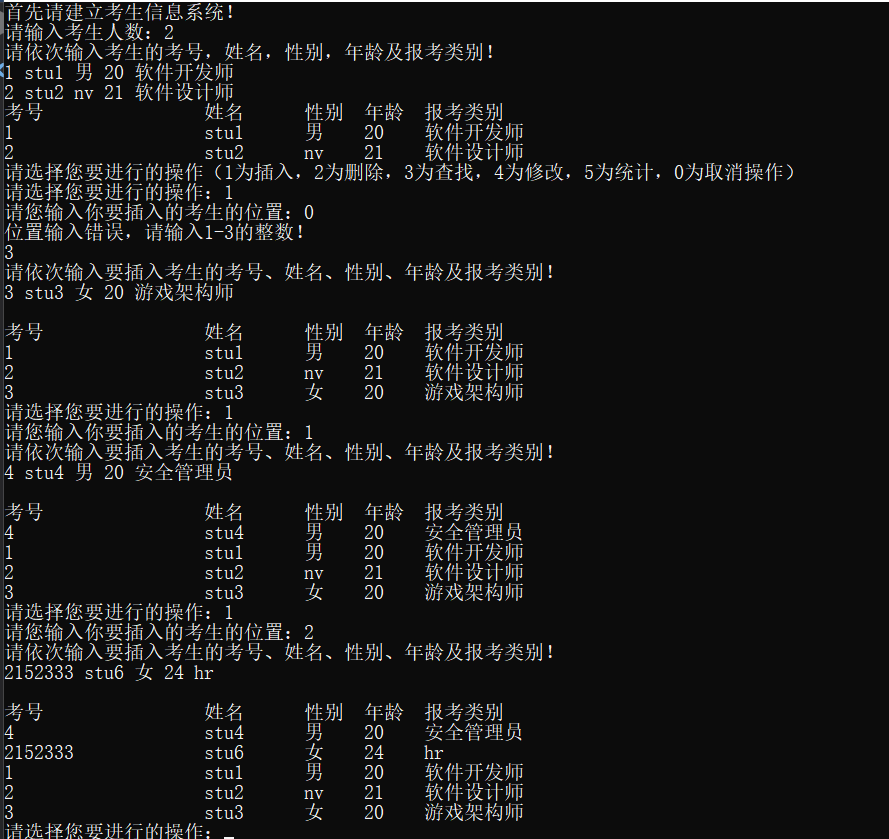 首先请建立考生信息系统！
请输入考生人数：2
请依次输入考生的考号，姓名，性别，年龄及报考类别！
1 stu1 男 20 软件开发师
2 stu2 nv 21 软件设计师
考号 姓名 性别 年龄 报考类别
1 stu1 男 20 软件开发师
2 stu2 nv 21 软件设计师
请选择您要进行的操作（1为插入，2为删除，3为查找，4为修改，5为统计，0为取消操作）
请选择您要进行的操作：1
请您输入你要插入的考生的位置：0
位置输入错误，请输入1-3的整数！
3
请依次输入要插入考生的考号、姓名、性别、年龄及报考类别！
3 stu3 女 20 游戏架构师
考号 姓名 性别 年龄 报考类别
1 stu1 男 20 软件开发师
2 stu2 nv 21 软件设计师
3 stu3 女 20 游戏架构师
请选择您要进行的操作：1
请您输入你要插入的考生的位置：1
请依次输入要插入考生的考号、姓名、性别、年龄及报考类别！
4 stu4 男 20 安全管理员
考号 姓名 性别 年龄 报考类别
4 stu4 男 20 安全管理员
1 stu1 男 20 软件开发师
2 stu2 nv 21 软件设计师
3 stu3 女 20 游戏架构师
请选择您要进行的操作：1
请您输入你要插入的考生的位置：2
请依次输入要插入考生的考号、姓名、性别、年龄及报考类别！
2152333 stu6 女 24 hr
考号 姓名 性别 年龄 报考类别
4 stu4 男 20 安全管理员
2152333 stu6 女 24 hr
1 stu1 男 20 软件开发师
2 stu2 nv 21 软件设计师
3 stu3 女 20 游戏架构师
请选择您要进行的操作：